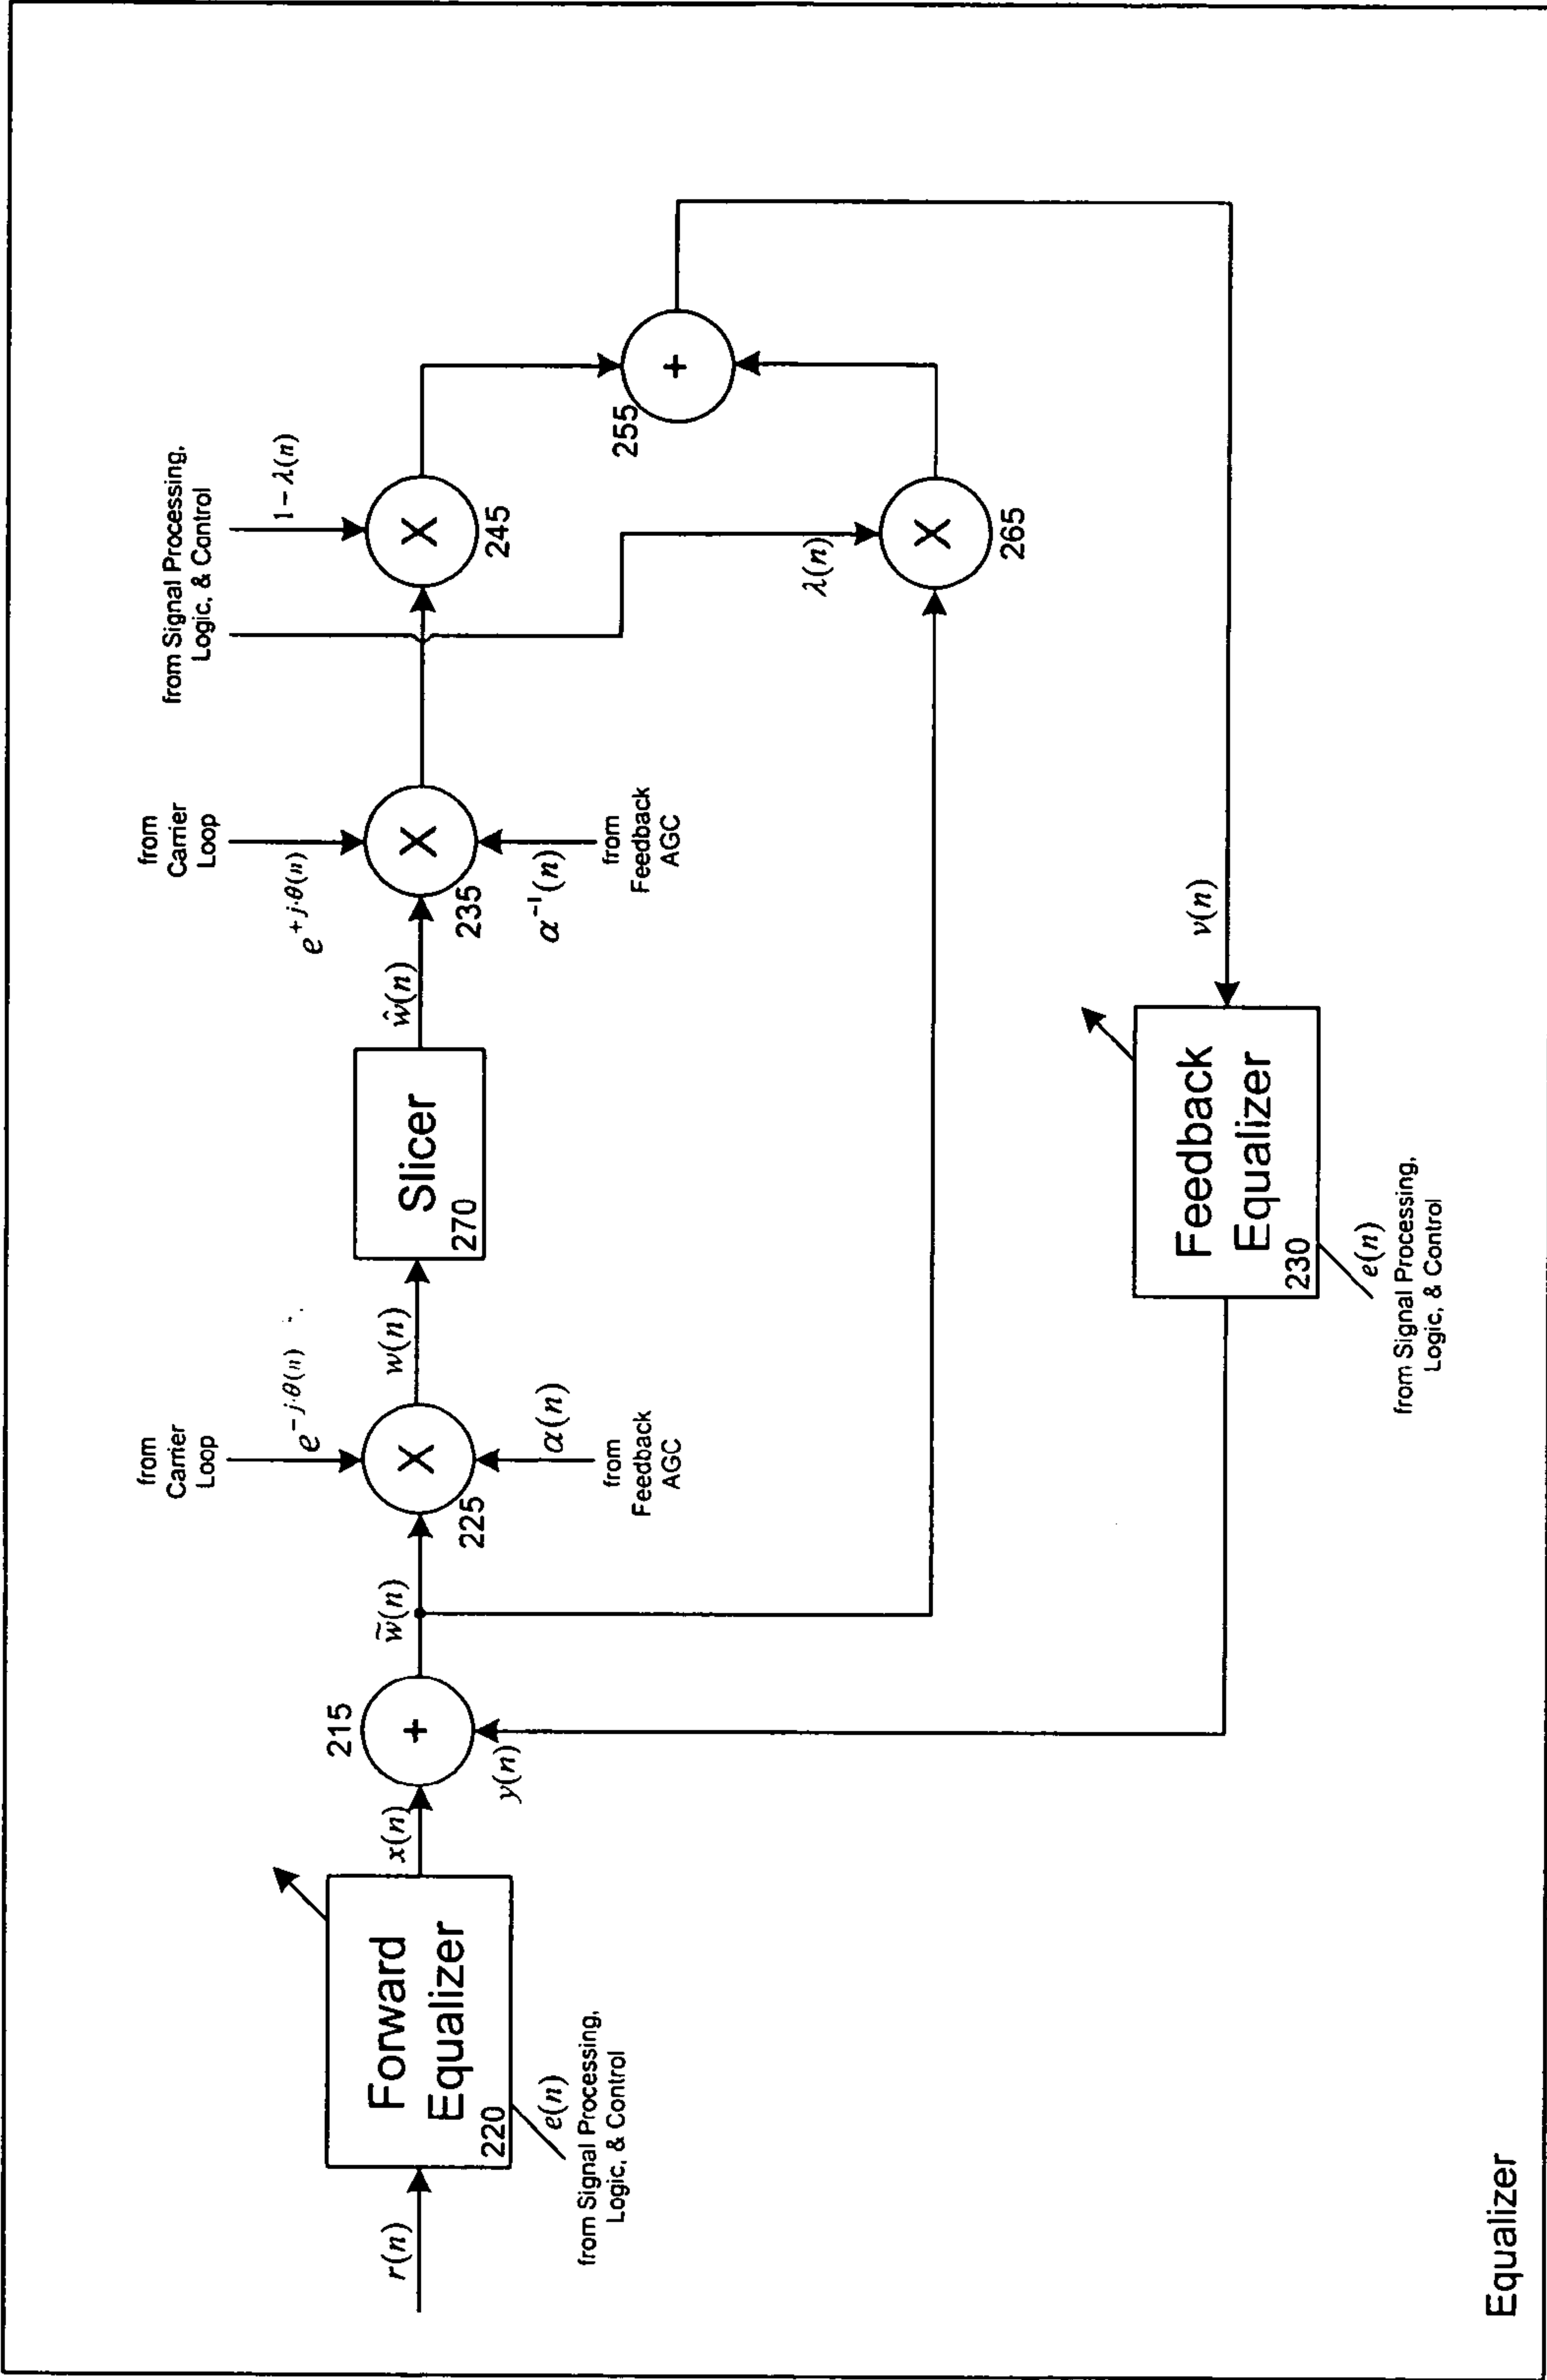 from
Carrier
Loop
e^{-j·θ(n)}
from
Carrier
Loop
e^{+j·θ(n)}
from Signal Processing,
Logic, & Control
1 − λ(n)
r(n)
Forward
Equalizer
220
e(n)
from Signal Processing,
Logic, & Control
x(n)
215
+
y(n)
w̃(n)
X
225
α(n)
from
Feedback
AGC
w(n)
Slicer
270
ŵ(n)
X
235
α⁻¹(n)
from
Feedback
AGC
X
245
255
+
λ(n)
X
265
Feedback
Equalizer
230
e(n)
from Signal Processing,
Logic, & Control
v(n)
Equalizer